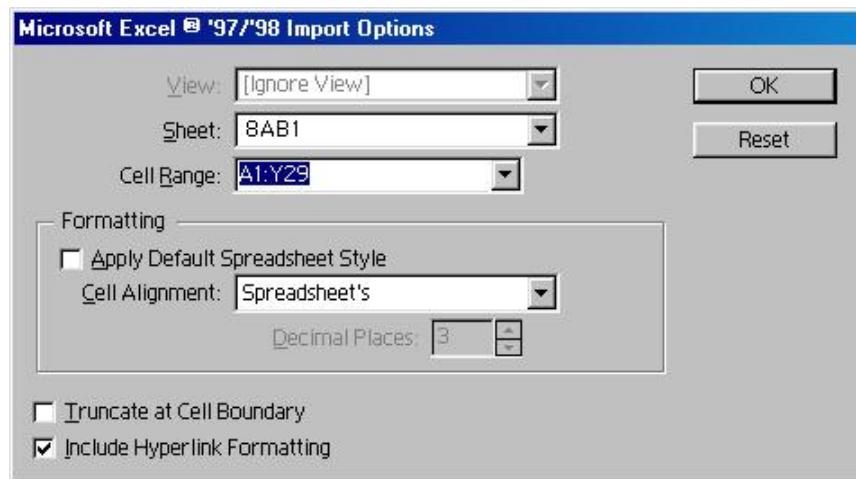 Microsoft Excel ® '97/'98 Import Options
View: [Ignore View]
OK
Sheet: 8AB1
Reset
Cell Range: A1:Y29
Formatting
Apply Default Spreadsheet Style
Cell Alignment: Spreadsheet's
Decimal Places: 3
Truncate at Cell Boundary
Include Hyperlink Formatting